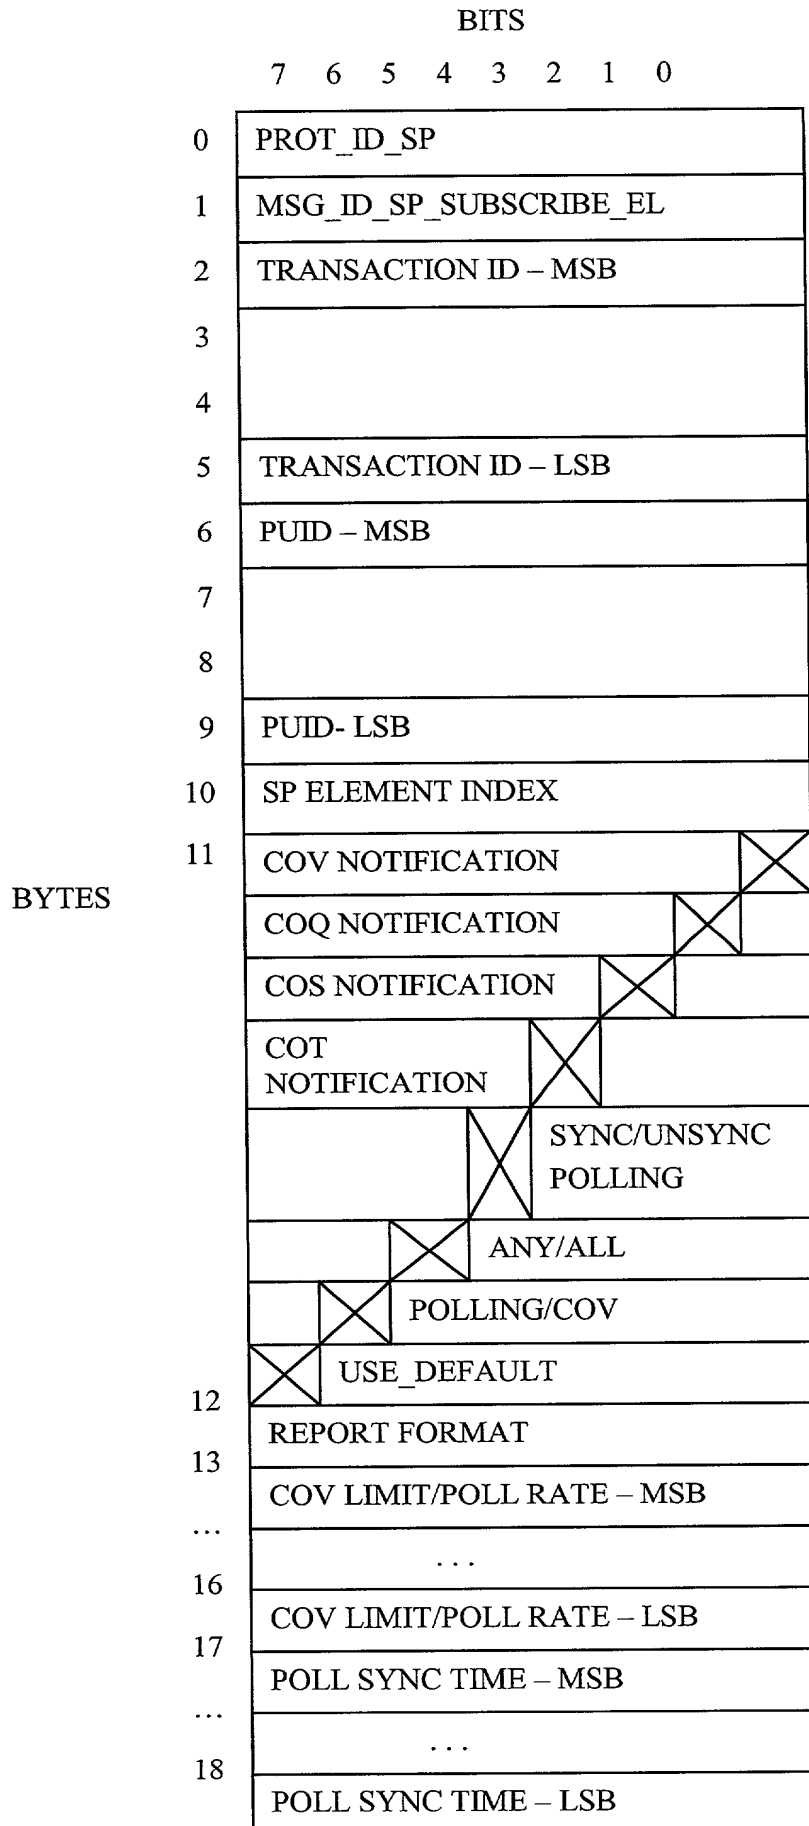 BITS
7 6 5 4 3 2 1 0
0 PROT_ID_SP
1 MSG_ID_SP_SUBSCRIBE_EL
2 TRANSACTION ID – MSB
3
4
5 TRANSACTION ID – LSB
6 PUID – MSB
7
8
9 PUID- LSB
10 SP ELEMENT INDEX
11 COV NOTIFICATION
BYTES
COQ NOTIFICATION
COS NOTIFICATION
COT
NOTIFICATION
SYNC/UNSYNC
POLLING
ANY/ALL
POLLING/COV
USE_DEFAULT
12
REPORT FORMAT
13
COV LIMIT/POLL RATE – MSB
...
...
16
COV LIMIT/POLL RATE – LSB
17
POLL SYNC TIME – MSB
...
...
18
POLL SYNC TIME – LSB